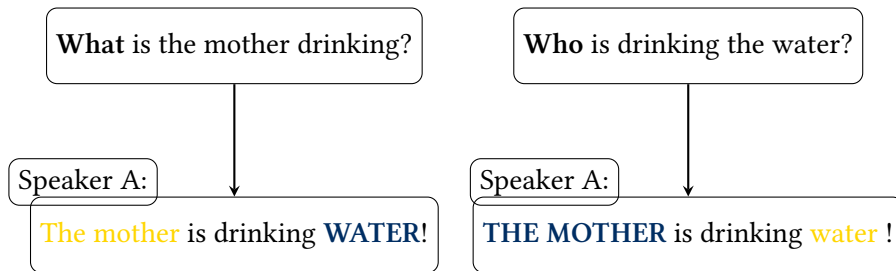 What is the mother drinking?
Speaker A:
The mother is drinking WATER!
Who is drinking the water?
Speaker A:
THE MOTHER is drinking water !